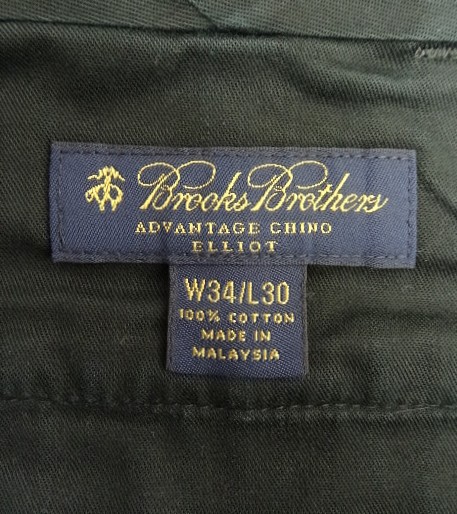 Brooks Brothers
ADVANTAGE CHINO
ELLIOT
W34/L30
100% COTTON
MADE IN
MALAYSIA